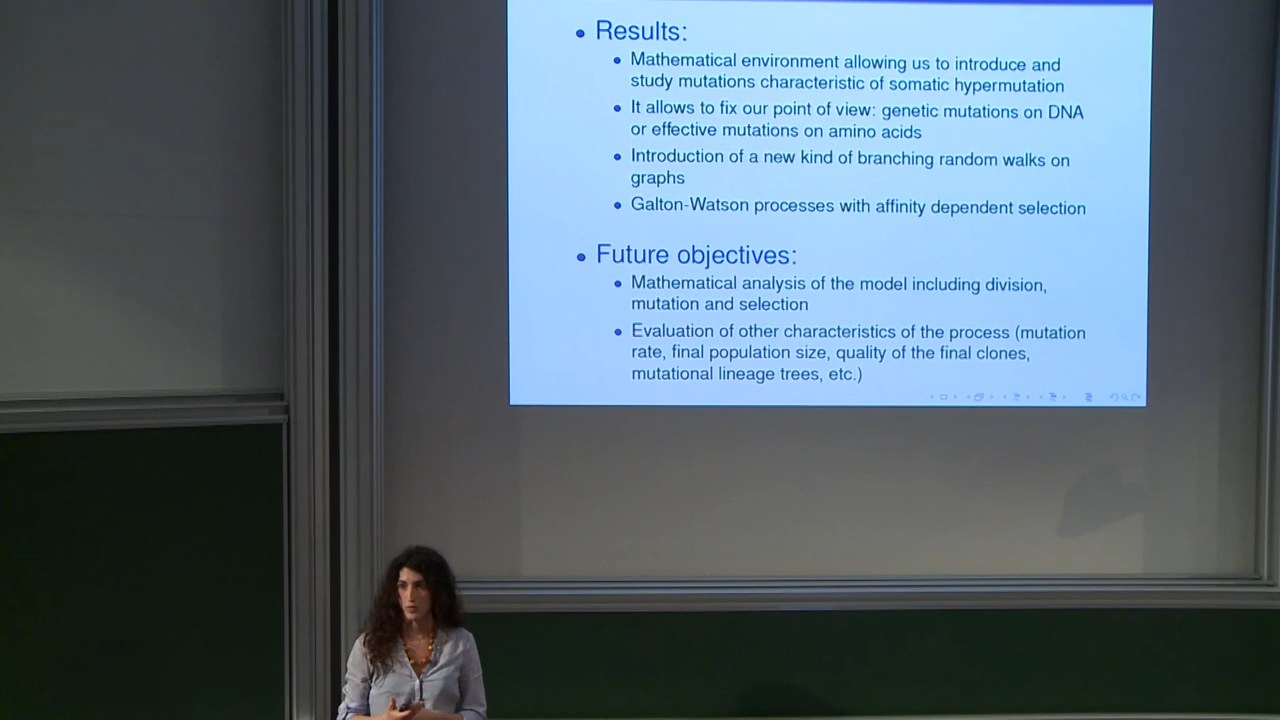 Results:
Mathematical environment allowing us to introduce and
study mutations characteristic of somatic hypermutation
It allows to fix our point of view: genetic mutations on DNA
or effective mutations on amino acids
Introduction of a new kind of branching random walks on
graphs
Galton-Watson processes with affinity dependent selection
Future objectives:
Mathematical analysis of the model including division,
mutation and selection
Evaluation of other characteristics of the process (mutation
rate, final population size, quality of the final clones,
mutational lineage trees, etc.)